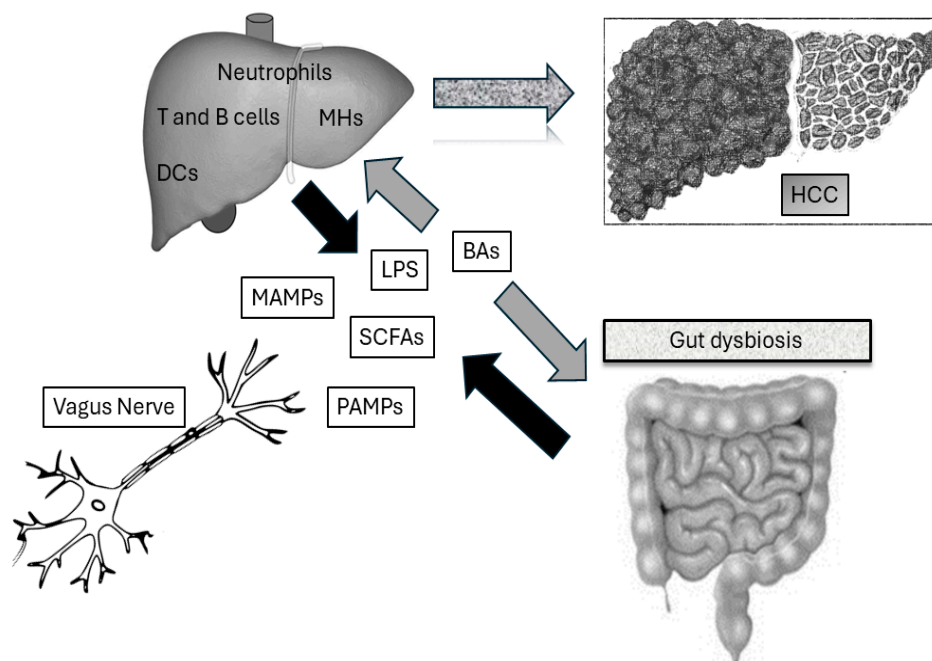 Neutrophils
T and B cells
MHs
DCs
HCC
BAs
LPS
MAMPs
SCFAs
Gut dysbiosis
Vagus Nerve
PAMPs